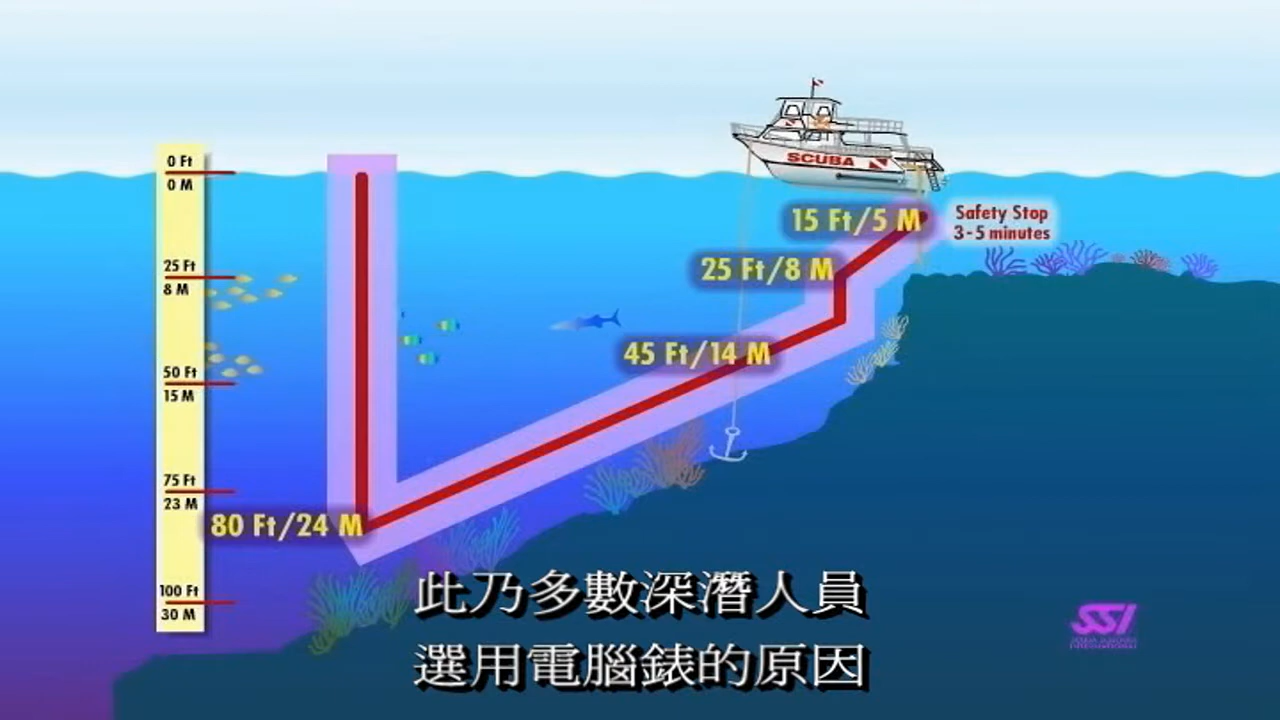 0 Ft
0 M
25 Ft
8 M
50 Ft
15 M
75 Ft
23 M
100 Ft
30 M
SCUBA
15 Ft/5 M
Safety Stop
3-5 minutes
25 Ft/8 M
45 Ft/14 M
80 Ft/24 M
此乃多數深潛人員
選用電腦錶的原因
SSI